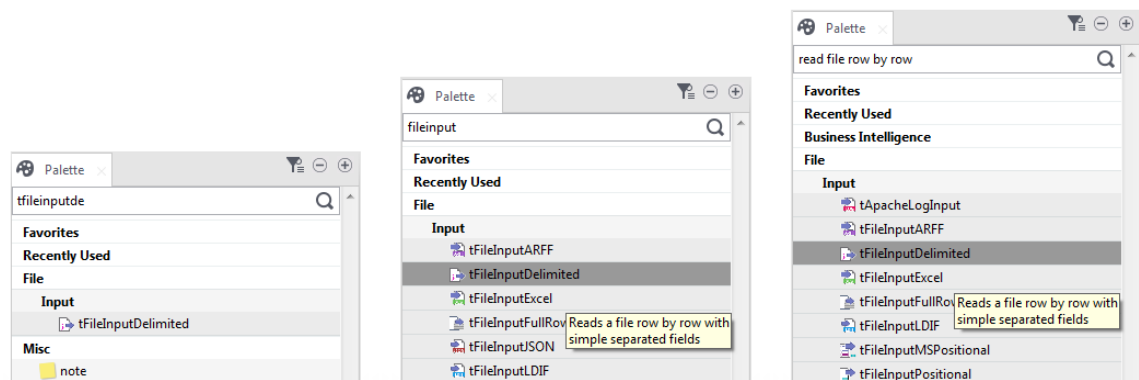 Palette
tfileinputde
Favorites
Recently Used
File
Input
tFileInputDelimited
Misc
note
Palette
fileinput
Favorites
Recently Used
File
Input
tFileInputARFF
tFileInputDelimited
tFileInputExcel
tFileInputFullRow
Reads a file row by row with
simple separated fields
tFileInputJSON
tFileInputLDIF
Palette
read file row by row
Favorites
Recently Used
Business Intelligence
File
Input
tApacheLogInput
tFileInputARFF
tFileInputDelimited
tFileInputExcel
tFileInputFullRow
Reads a file row by row with
simple separated fields
tFileInputLDIF
tFileInputMSPositional
tFileInputPositional